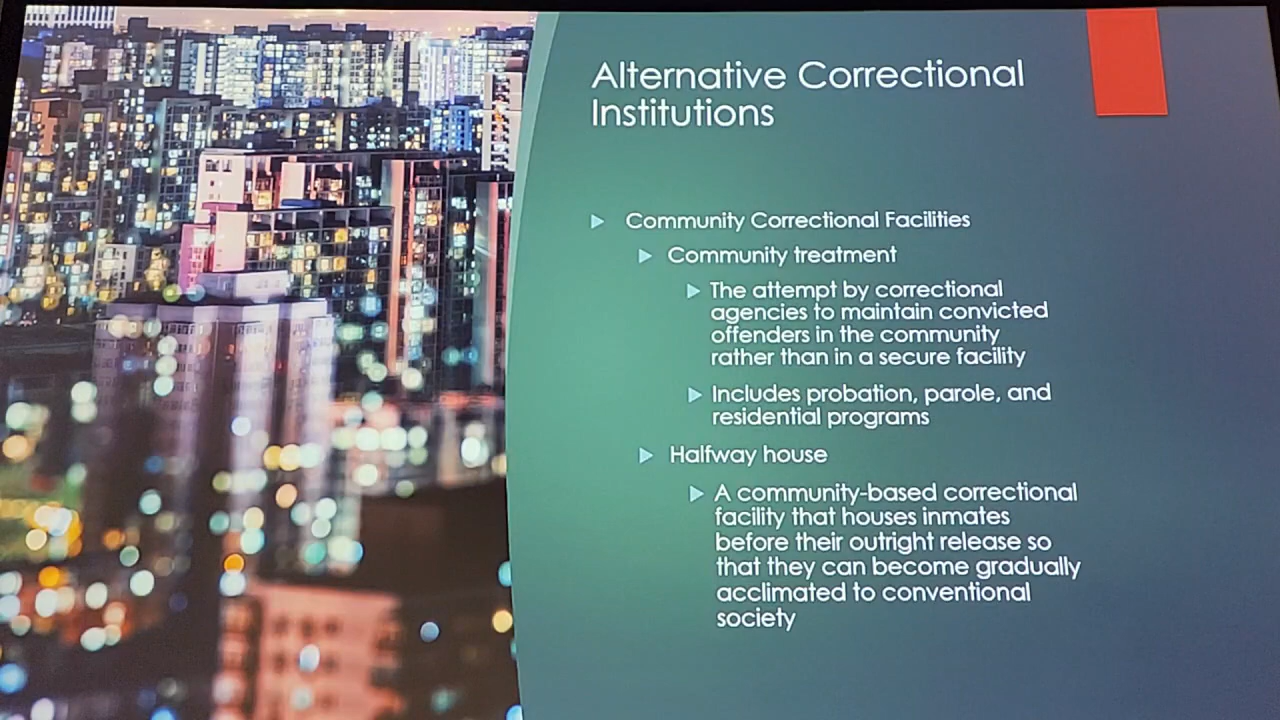 Alternative Correctional
Institutions
Community Correctional Facilities
Community treatment
The attempt by correctional
agencies to maintain convicted
offenders in the community
rather than in a secure facility
Includes probation, parole, and
residential programs
Halfway house
A community-based correctional
facility that houses inmates
before their outright release so
that they can become gradually
acclimated to conventional
society